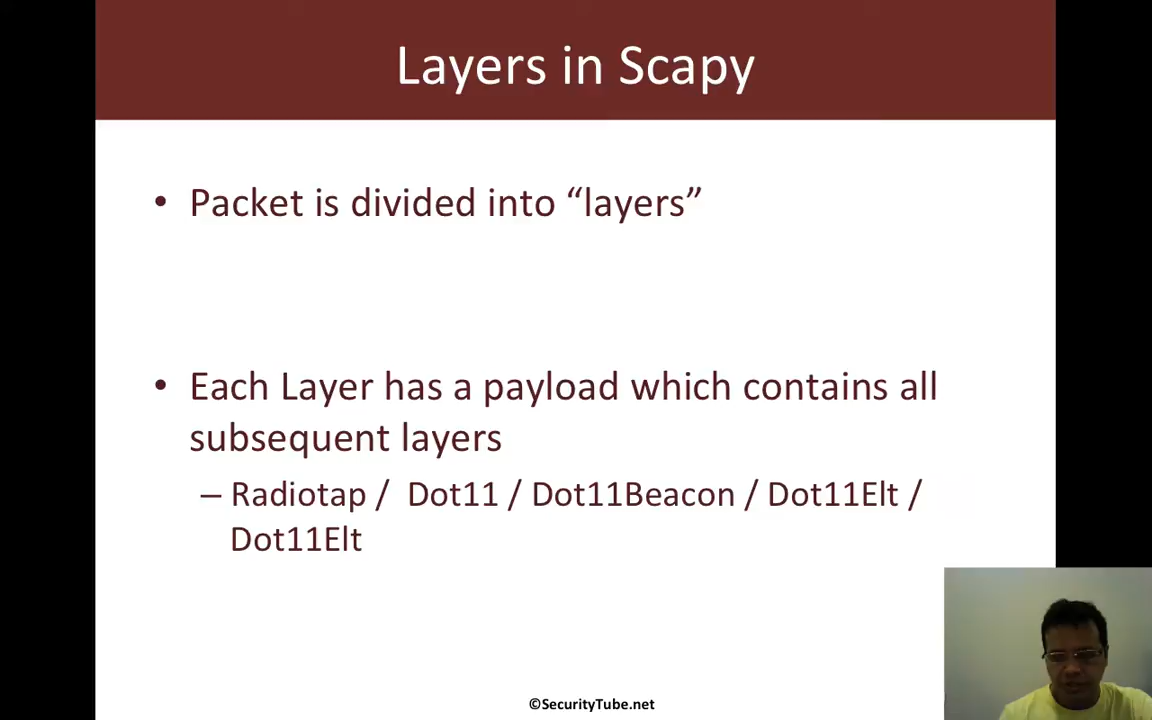 Layers in Scapy
• Packet is divided into “layers”
• Each Layer has a payload which contains all
subsequent layers
– Radiotap /  Dot11 / Dot11Beacon / Dot11Elt /
Dot11Elt
©SecurityTube.net